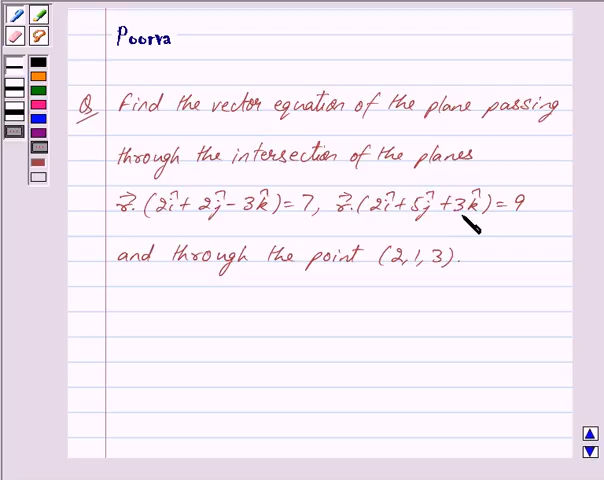 Poorva
Q Find the vector equation of the plane passing
through the intersection of the planes
r⃗.(2î + 2ĵ - 3k̂) = 7, r⃗.(2î + 5ĵ + 3k̂) = 9
and through the point (2,1,3).